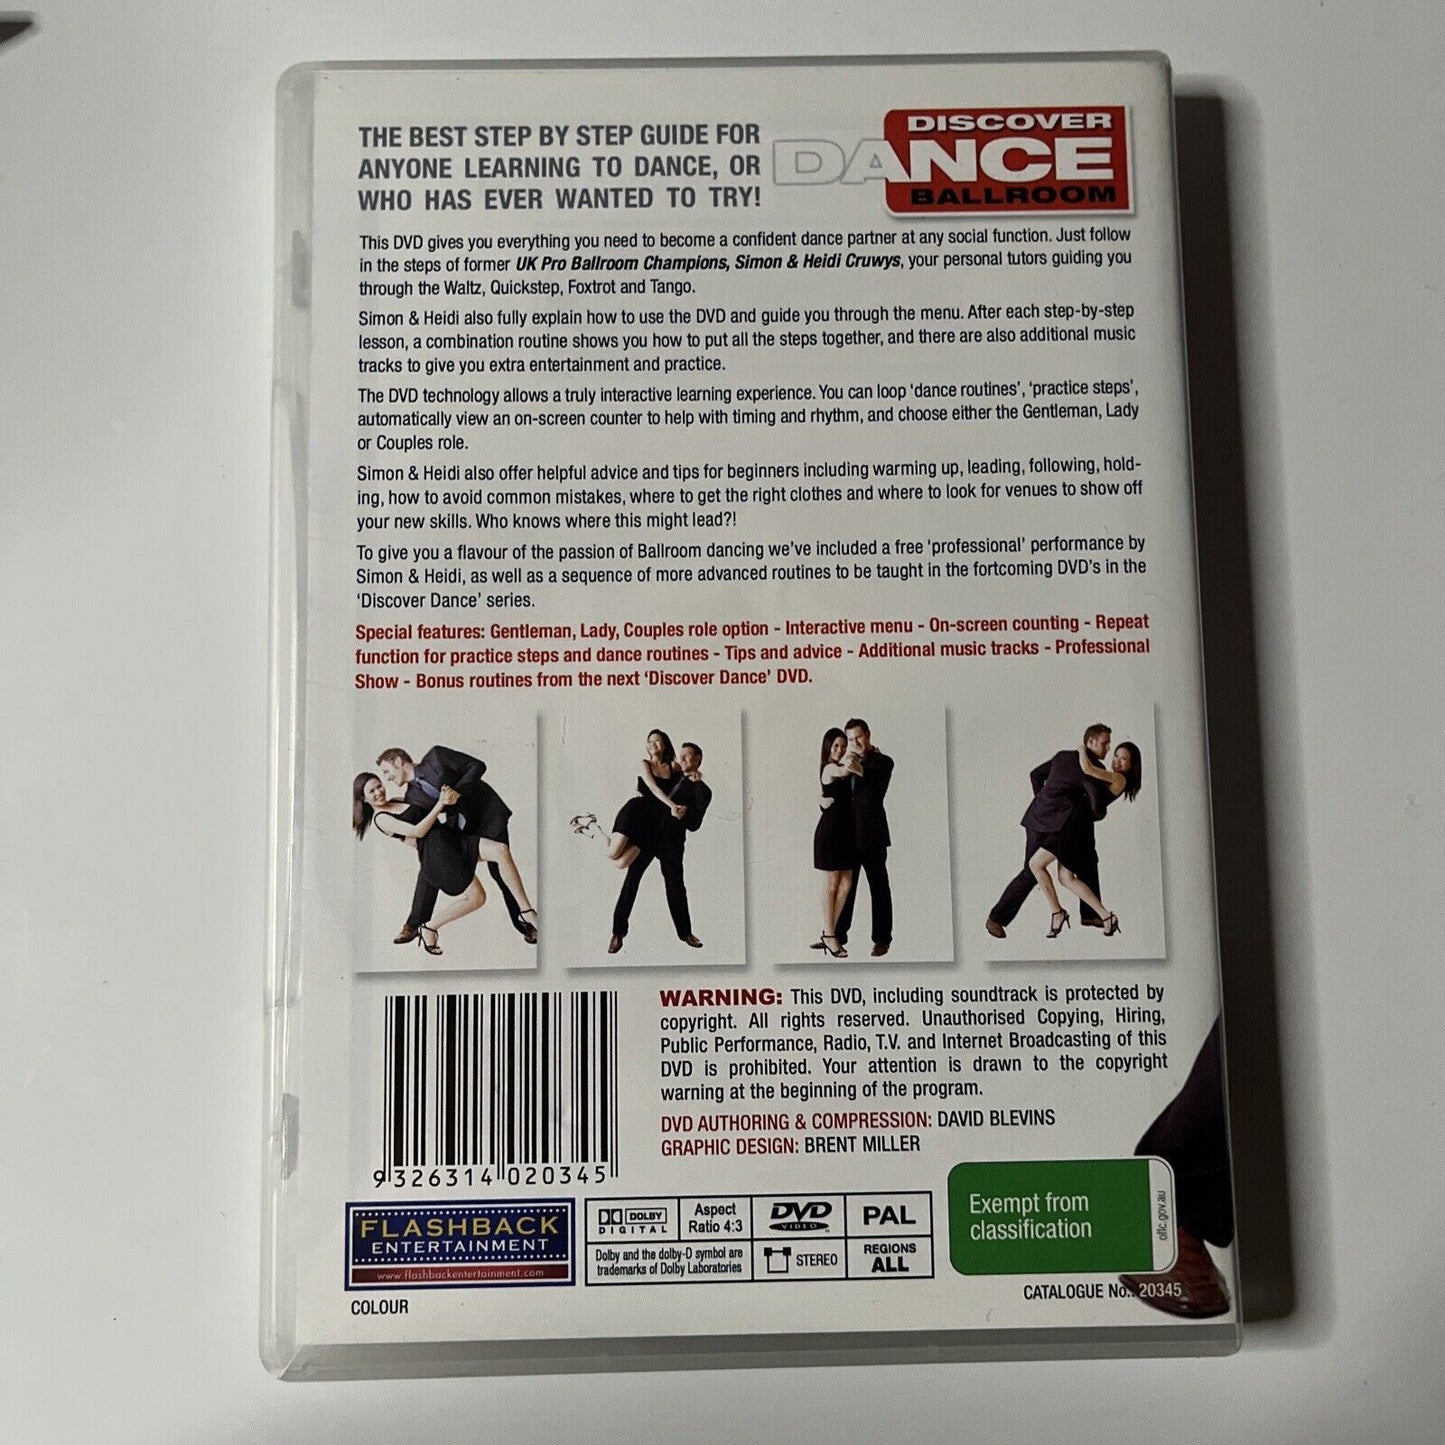 THE BEST STEP BY STEP GUIDE FOR
ANYONE LEARNING TO DANCE, OR
WHO HAS EVER WANTED TO TRY!
DISCOVER
DANCE
BALLROOM
This DVD gives you everything you need to become a confident dance partner at any social function. Just follow
in the steps of former UK Pro Ballroom Champions, Simon & Heidi Cruwys, your personal tutors guiding you
through the Waltz, Quickstep, Foxtrot and Tango.
Simon & Heidi also fully explain how to use the DVD and guide you through the menu. After each step-by-step
lesson, a combination routine shows you how to put all the steps together, and there are also additional music
tracks to give you extra entertainment and practice.
The DVD technology allows a truly interactive learning experience. You can loop 'dance routines', 'practice steps',
automatically view an on-screen counter to help with timing and rhythm, and choose either the Gentleman, Lady
or Couples role.
Simon & Heidi also offer helpful advice and tips for beginners including warming up, leading, following, hold-
ing, how to avoid common mistakes, where to get the right clothes and where to look for venues to show off
your new skills. Who knows where this might lead?!
To give you a flavour of the passion of Ballroom dancing we've included a free 'professional' performance by
Simon & Heidi, as well as a sequence of more advanced routines to be taught in the fortcoming DVD's in the
'Discover Dance' series.
Special features: Gentleman, Lady, Couples role option - Interactive menu - On-screen counting - Repeat
function for practice steps and dance routines - Tips and advice - Additional music tracks - Professional
Show - Bonus routines from the next 'Discover Dance' DVD.
WARNING: This DVD, including soundtrack is protected by
copyright. All rights reserved. Unauthorised Copying, Hiring,
Public Performance, Radio, T.V. and Internet Broadcasting of this
DVD is prohibited. Your attention is drawn to the copyright
warning at the beginning of the program.
DVD AUTHORING & COMPRESSION: DAVID BLEVINS
GRAPHIC DESIGN: BRENT MILLER
9 326314 020345
FLASHBACK
ENTERTAINMENT
www.flashbackentertainment.com
COLOUR
DOLBY
DIGITAL
Aspect
Ratio 4:3
DVD
VIDEO
PAL
Dolby and the dolby-D symbol are
trademarks of Dolby Laboratories
STEREO
REGIONS
ALL
Exempt from
classification
oflc.gov.au
CATALOGUE No.: 20345